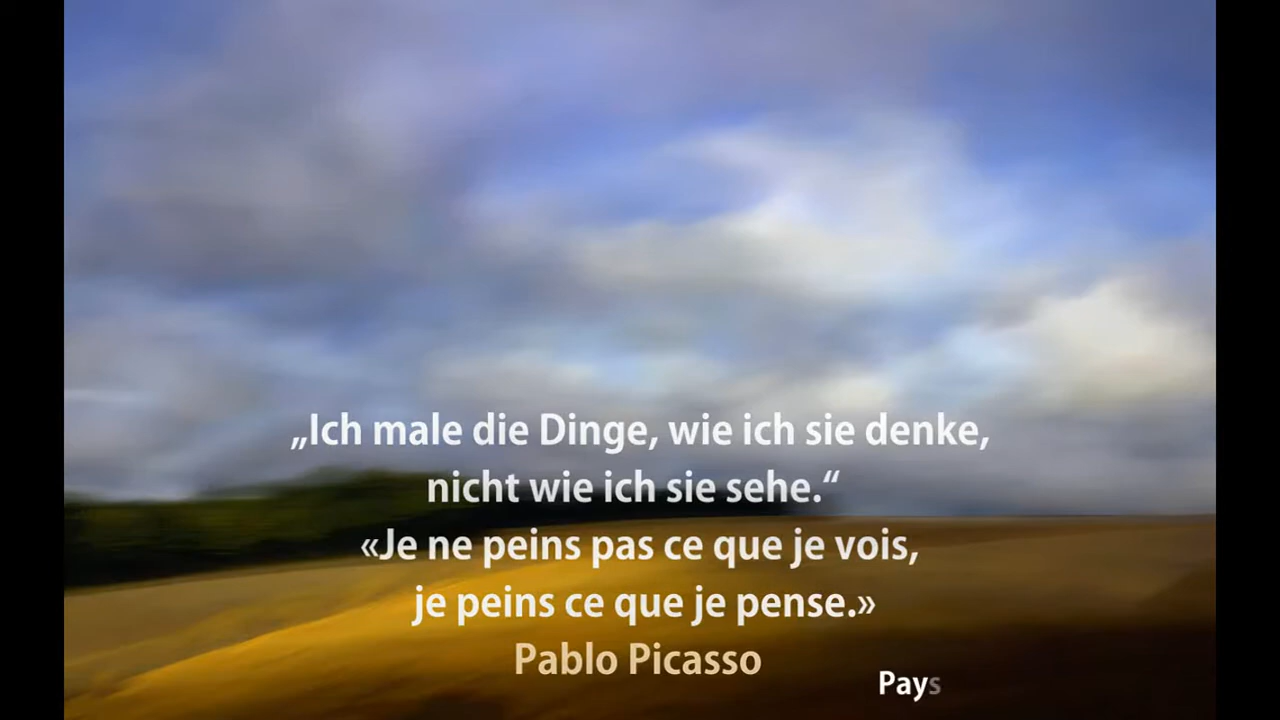 „Ich male die Dinge, wie ich sie denke,
nicht wie ich sie sehe.“
«Je ne peins pas ce que je vois,
je peins ce que je pense.»
Pablo Picasso
Pays